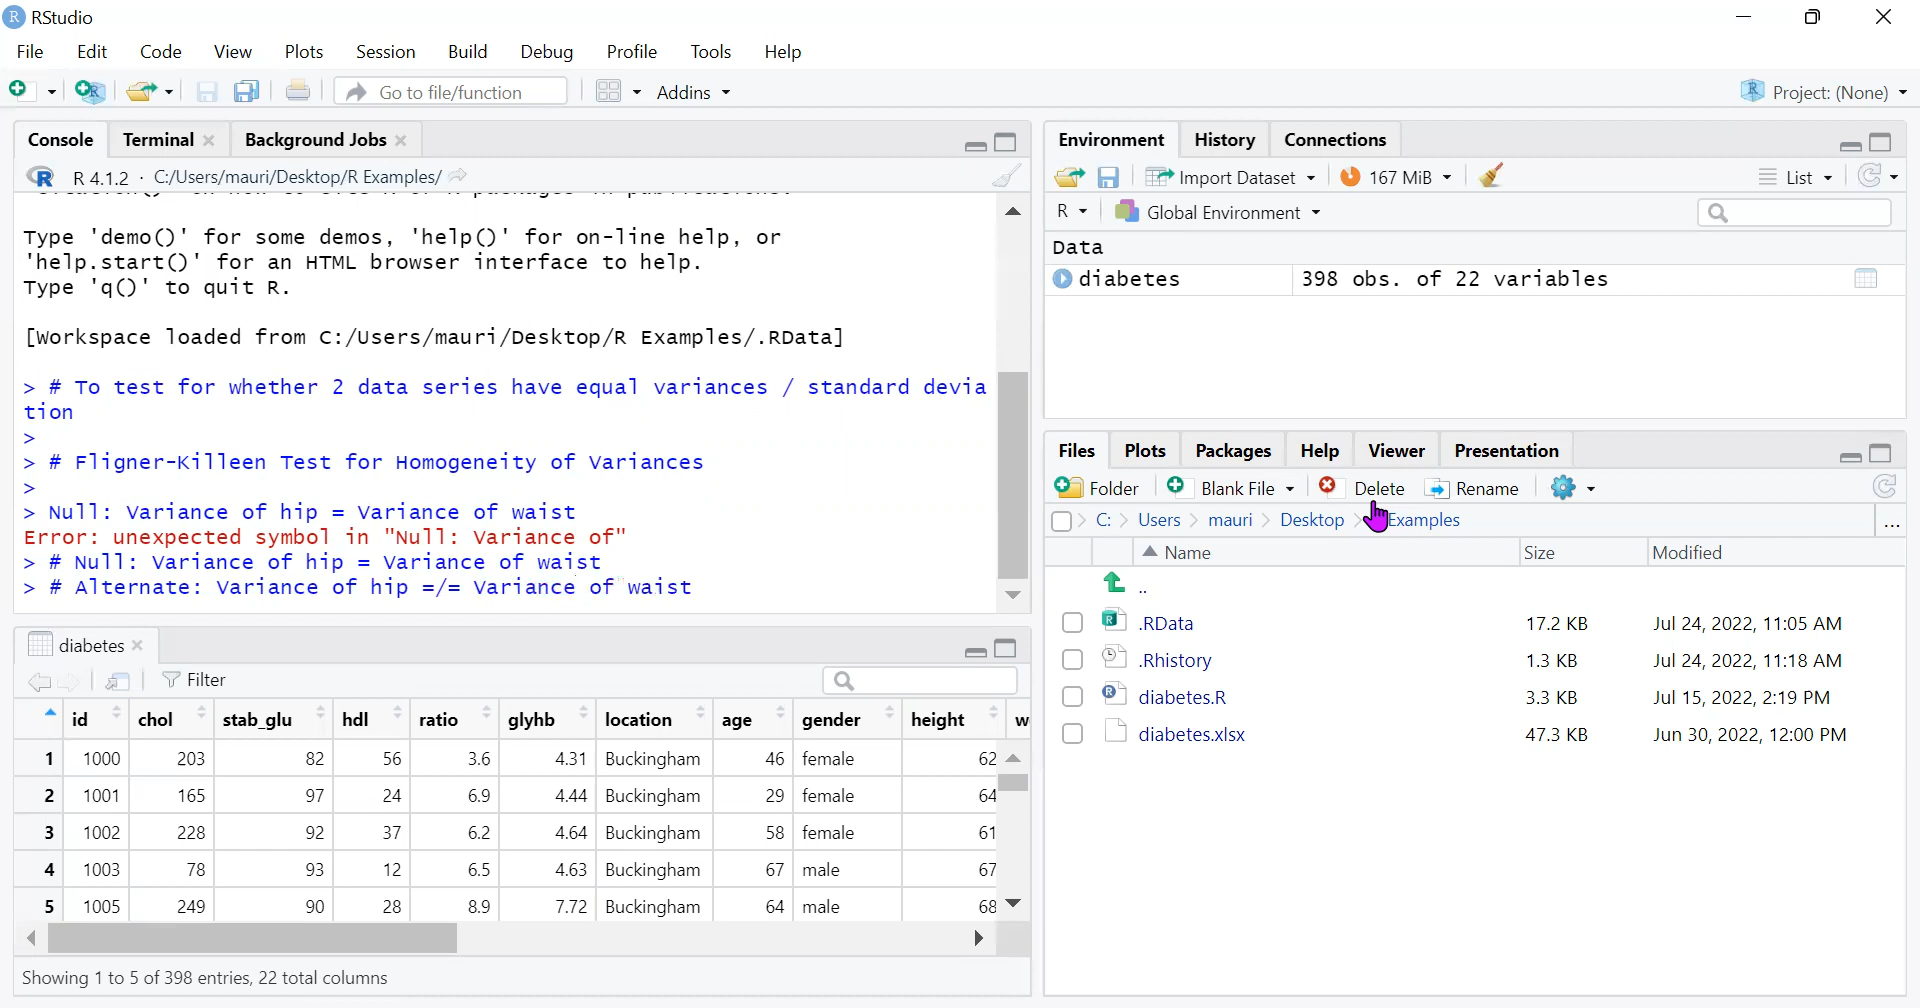 RStudio
File Edit Code View Plots Session Build Debug Profile Tools Help
Go to file/function Addins Project: (None)
Console Terminal Background Jobs
R 4.1.2 · C:/Users/mauri/Desktop/R Examples/
Type 'demo()' for some demos, 'help()' for on-line help, or
'help.start()' for an HTML browser interface to help.
Type 'q()' to quit R.
[Workspace loaded from C:/Users/mauri/Desktop/R Examples/.RData]
> # To test for whether 2 data series have equal variances / standard devia
tion
>
> # Fligner-Killeen Test for Homogeneity of Variances
>
> Null: Variance of hip = Variance of waist
Error: unexpected symbol in "Null: Variance of"
> # Null: Variance of hip = Variance of waist
> # Alternate: Variance of hip =/= Variance of waist
diabetes
Filter
id chol stab_glu hdl ratio glyhb location age gender height w
1 1000 203 82 56 3.6 4.31 Buckingham 46 female 62
2 1001 165 97 24 6.9 4.44 Buckingham 29 female 64
3 1002 228 92 37 6.2 4.64 Buckingham 58 female 61
4 1003 78 93 12 6.5 4.63 Buckingham 67 male 67
5 1005 249 90 28 8.9 7.72 Buckingham 64 male 68
Showing 1 to 5 of 398 entries, 22 total columns
Environment History Connections
Import Dataset 167 MiB List
R Global Environment
Data
diabetes 398 obs. of 22 variables
Files Plots Packages Help Viewer Presentation
Folder Blank File Delete Rename
C: > Users > mauri > Desktop > Examples ...
Name Size Modified
..
.RData 17.2 KB Jul 24, 2022, 11:05 AM
.Rhistory 1.3 KB Jul 24, 2022, 11:18 AM
diabetes.R 3.3 KB Jul 15, 2022, 2:19 PM
diabetes.xlsx 47.3 KB Jun 30, 2022, 12:00 PM